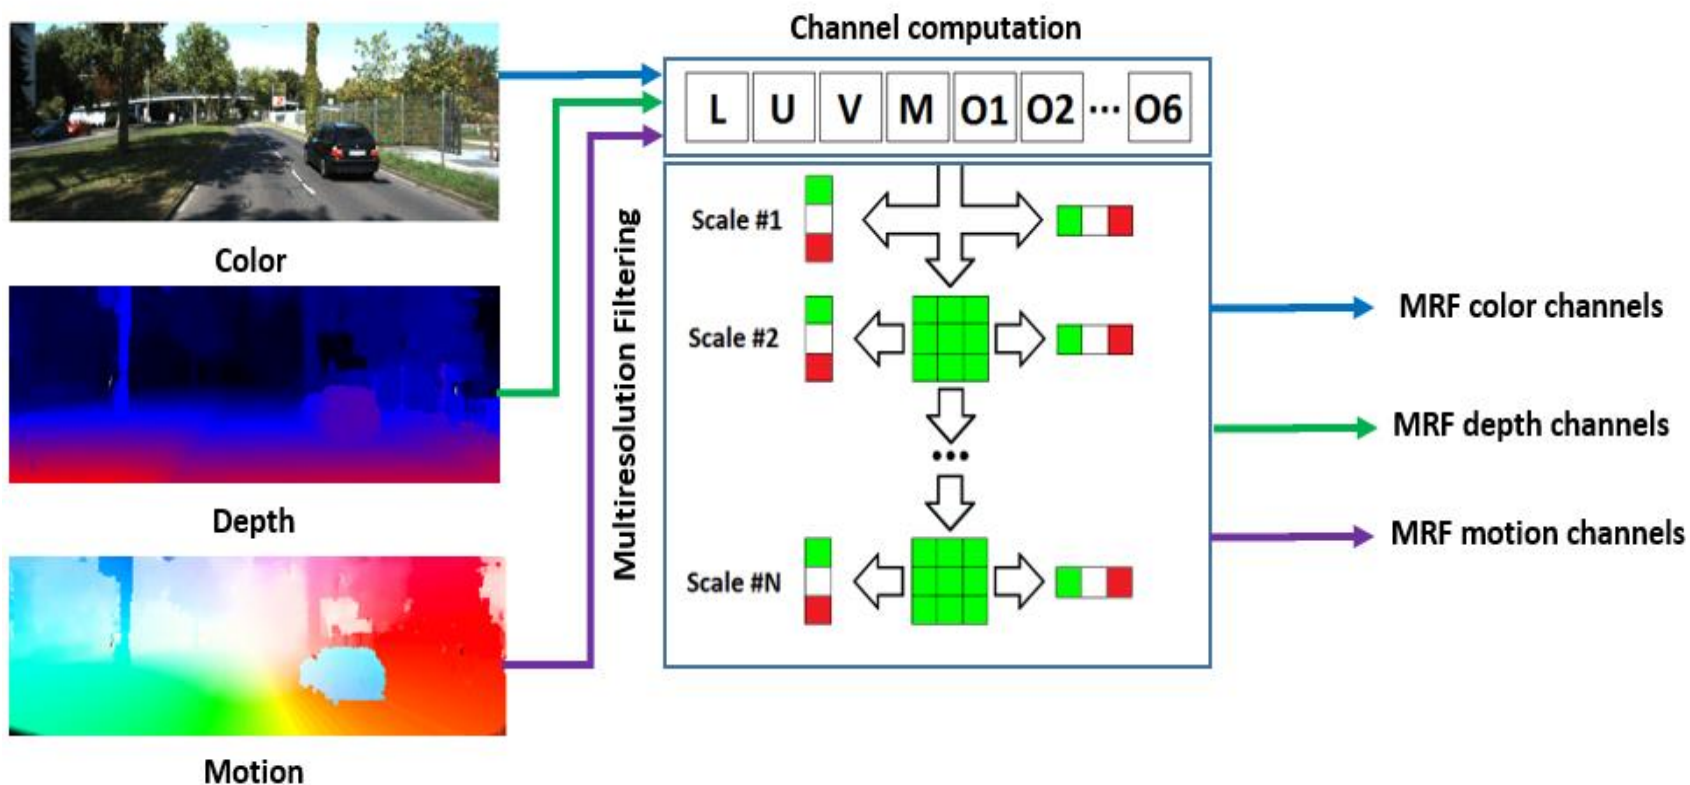 Channel computation
L U V M O1 O2 ... O6
Color
Depth
Motion
Multiresolution Filtering
Scale #1
Scale #2
...
Scale #N
MRF color channels
MRF depth channels
MRF motion channels